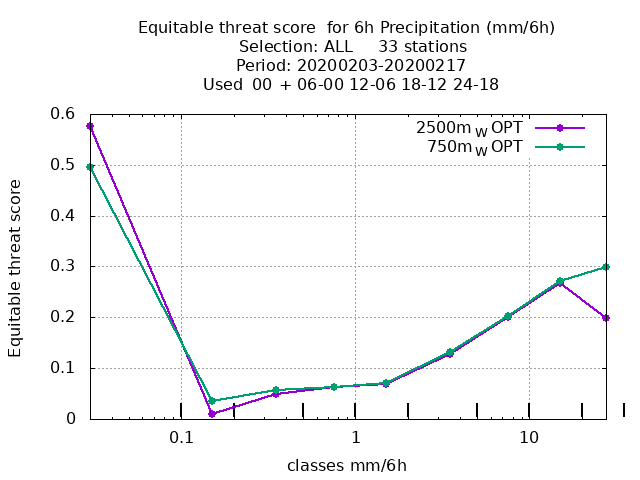 Equitable threat score  for 6h Precipitation (mm/6h)
Selection: ALL     33 stations
Period: 20200203-20200217
Used  00  + 06-00 12-06 18-12 24-18
2500m W OPT
750m W OPT
Equitable threat score
0.6
0.5
0.4
0.3
0.2
0.1
0
0.1 1 10
classes mm/6h